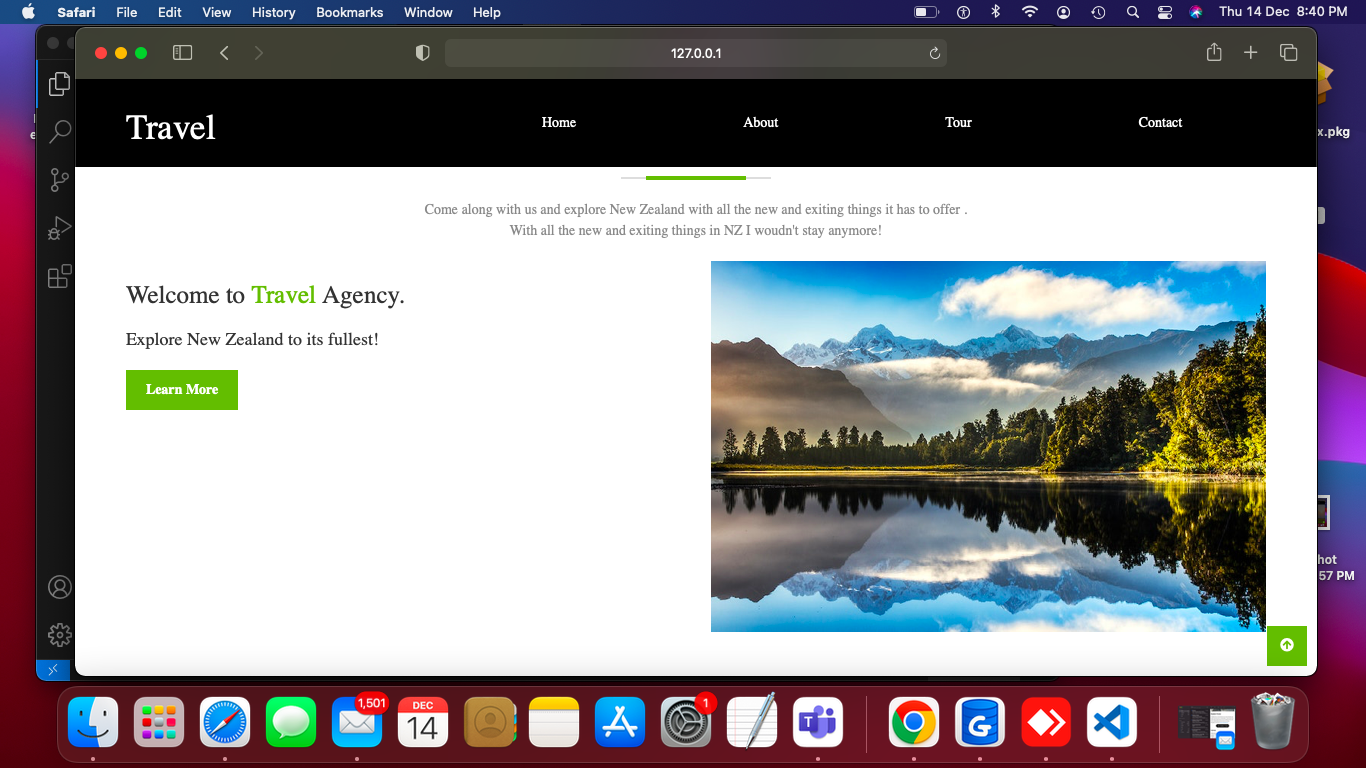 Safari File Edit View History Bookmarks Window Help Thu 14 Dec 8:40 PM
127.0.0.1
Travel Home About Tour Contact
x.pkg
Come along with us and explore New Zealand with all the new and exiting things it has to offer .
With all the new and exiting things in NZ I woudn't stay anymore!
Welcome to Travel Agency.
Explore New Zealand to its fullest!
Learn More
hot
57 PM
1,501
DEC
14
1